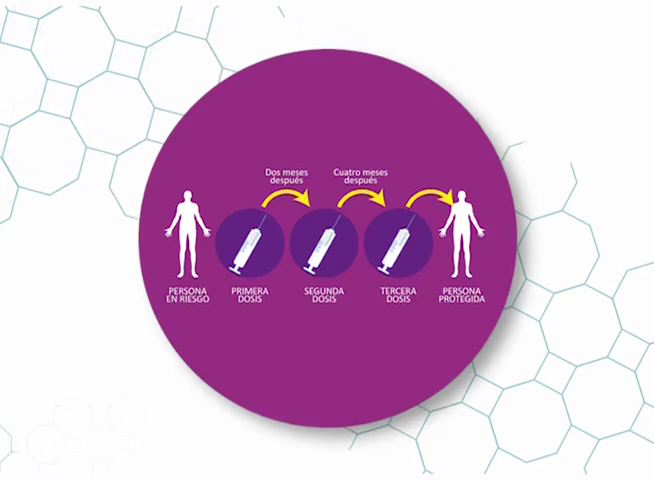 Dos meses
después
Cuatro meses
después
PERSONA
EN RIESGO
PRIMERA
DOSIS
SEGUNDA
DOSIS
TERCERA
DOSIS
PERSONA
PROTEGIDA